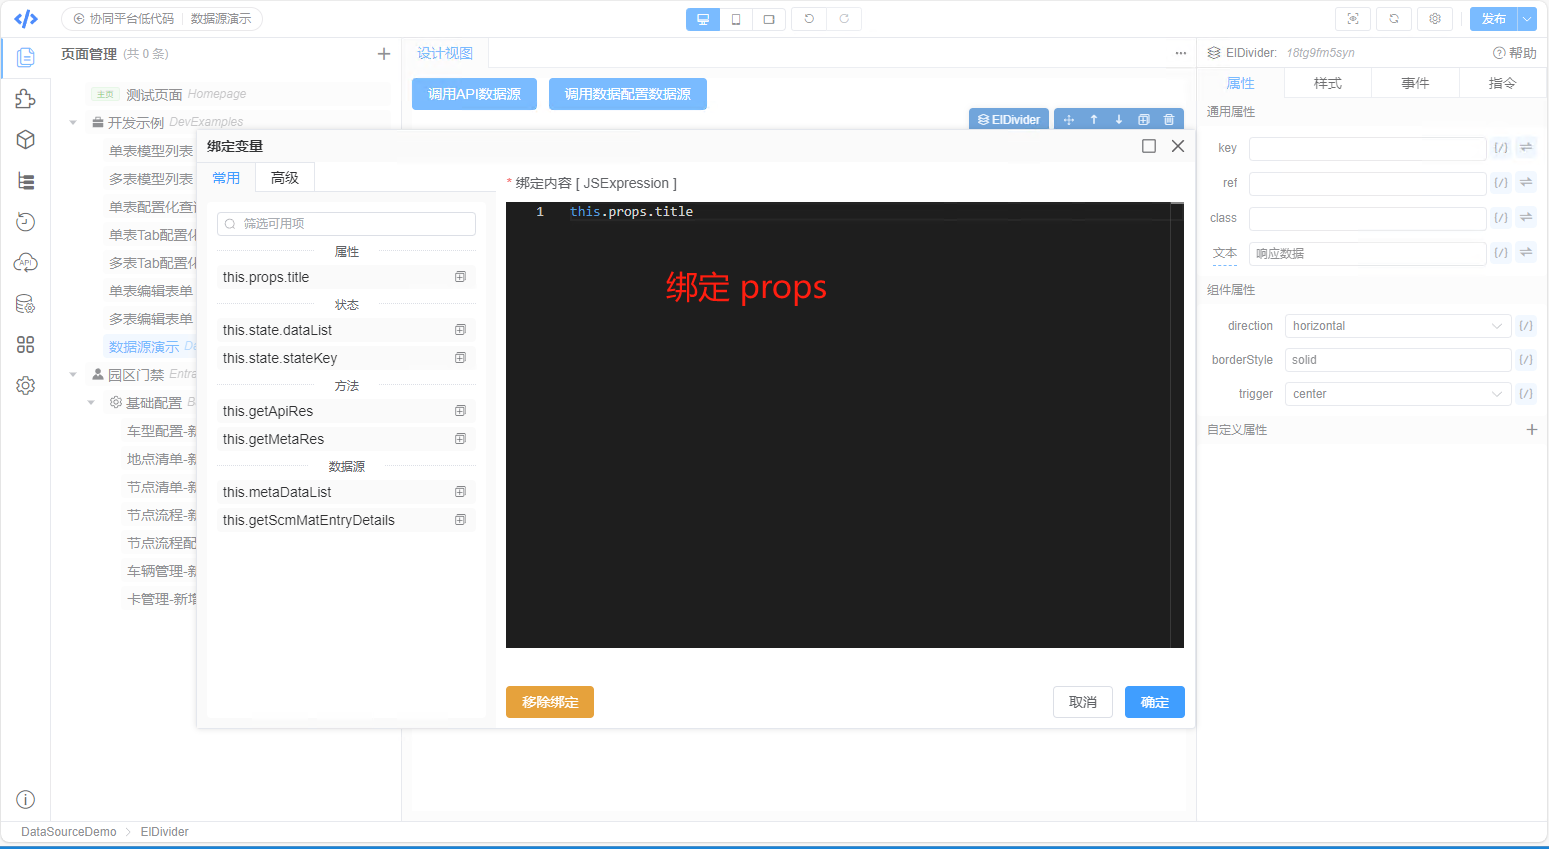 协同平台低代码
数据源演示
发布
页面管理 (共 0 条)
设计视图
ElDivider: 18tg9fm5syn
帮助
主页 测试页面 Homepage
开发示例 DevExamples
单表模型列表
多表模型列表
单表配置化查
单表Tab配置化
多表Tab配置化
单表编辑表单
多表编辑表单
数据源演示 De
园区门禁 Entra
基础配置 B
车型配置-新
地点清单-新
节点清单-新
节点流程-新
节点流程配
车辆管理-新
卡管理-新增
调用API数据源
调用数据配置数据源
ElDivider
绑定变量
常用
高级
筛选可用项
属性
this.props.title
状态
this.state.dataList
this.state.stateKey
方法
this.getApiRes
this.getMetaRes
数据源
this.metaDataList
this.getScmMatEntryDetails
* 绑定内容 [ JSExpression ]
1 this.props.title
绑定 props
移除绑定
取消
确定
属性
样式
事件
指令
通用属性
key
ref
class
文本 响应数据
组件属性
direction horizontal
borderStyle solid
trigger center
自定义属性
DataSourceDemo
ElDivider